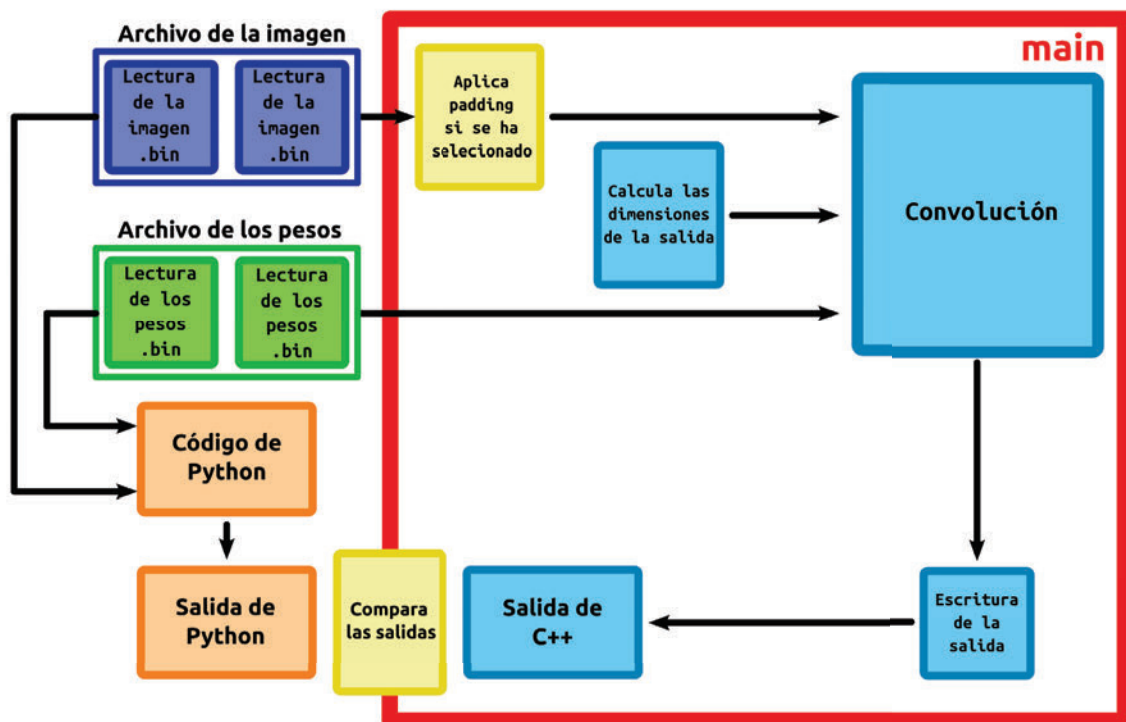 Archivo de la imagen
Lectura
de la
imagen
.bin
Lectura
de la
imagen
.bin
main
Aplica
padding
si se ha
selecionado
Calcula las
dimensiones
de la salida
Convolución
Archivo de los pesos
Lectura
de los
pesos
.bin
Lectura
de los
pesos
.bin
Código de
Python
Salida de
Python
Compara
las salidas
Salida de
C++
Escritura
de la
salida